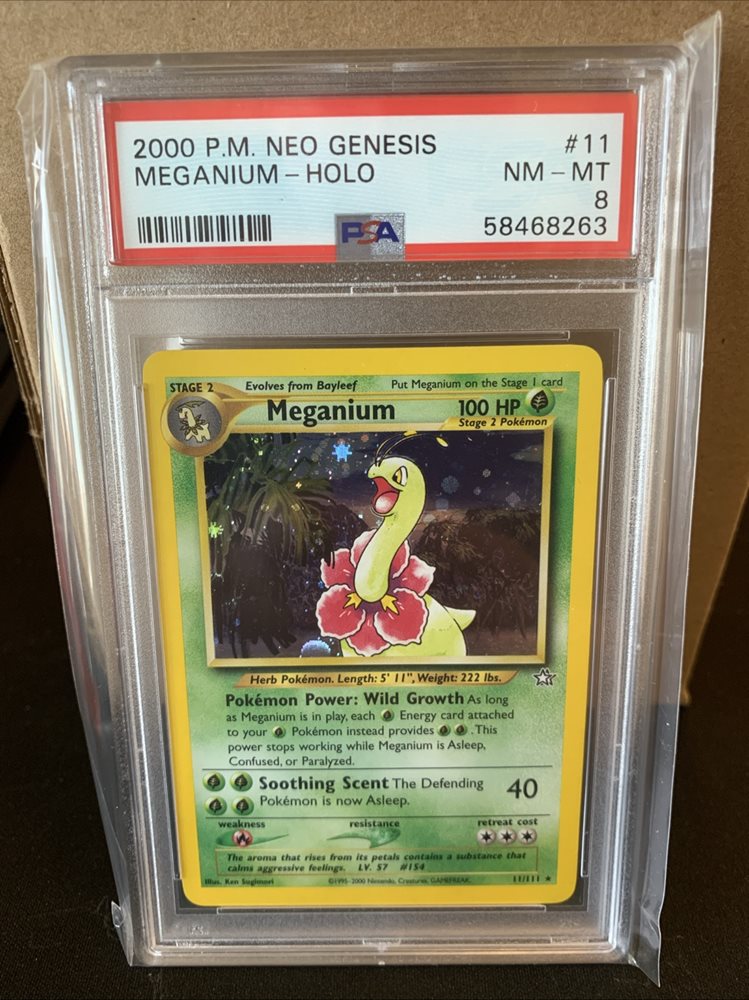 2000 P.M. NEO GENESIS #11
MEGANIUM - HOLO NM - MT
8
PSA 58468263
STAGE 2 Evolves from Bayleef Put Meganium on the Stage 1 card
Meganium 100 HP
Stage 2 Pokémon
Herb Pokémon. Length: 5' 11", Weight: 222 lbs.
Pokémon Power: Wild Growth As long
as Meganium is in play, each Energy card attached
to your Pokémon instead provides . This
power stops working while Meganium is Asleep,
Confused, or Paralyzed.
Soothing Scent The Defending 40
Pokémon is now Asleep.
weakness resistance retreat cost
The aroma that rises from its petals contains a substance that
calms aggressive feelings. LV. 57 #154
Illus. Ken Sugimori ©1995-2000 Nintendo, Creatures, GAMEFREAK. 11/111 ★